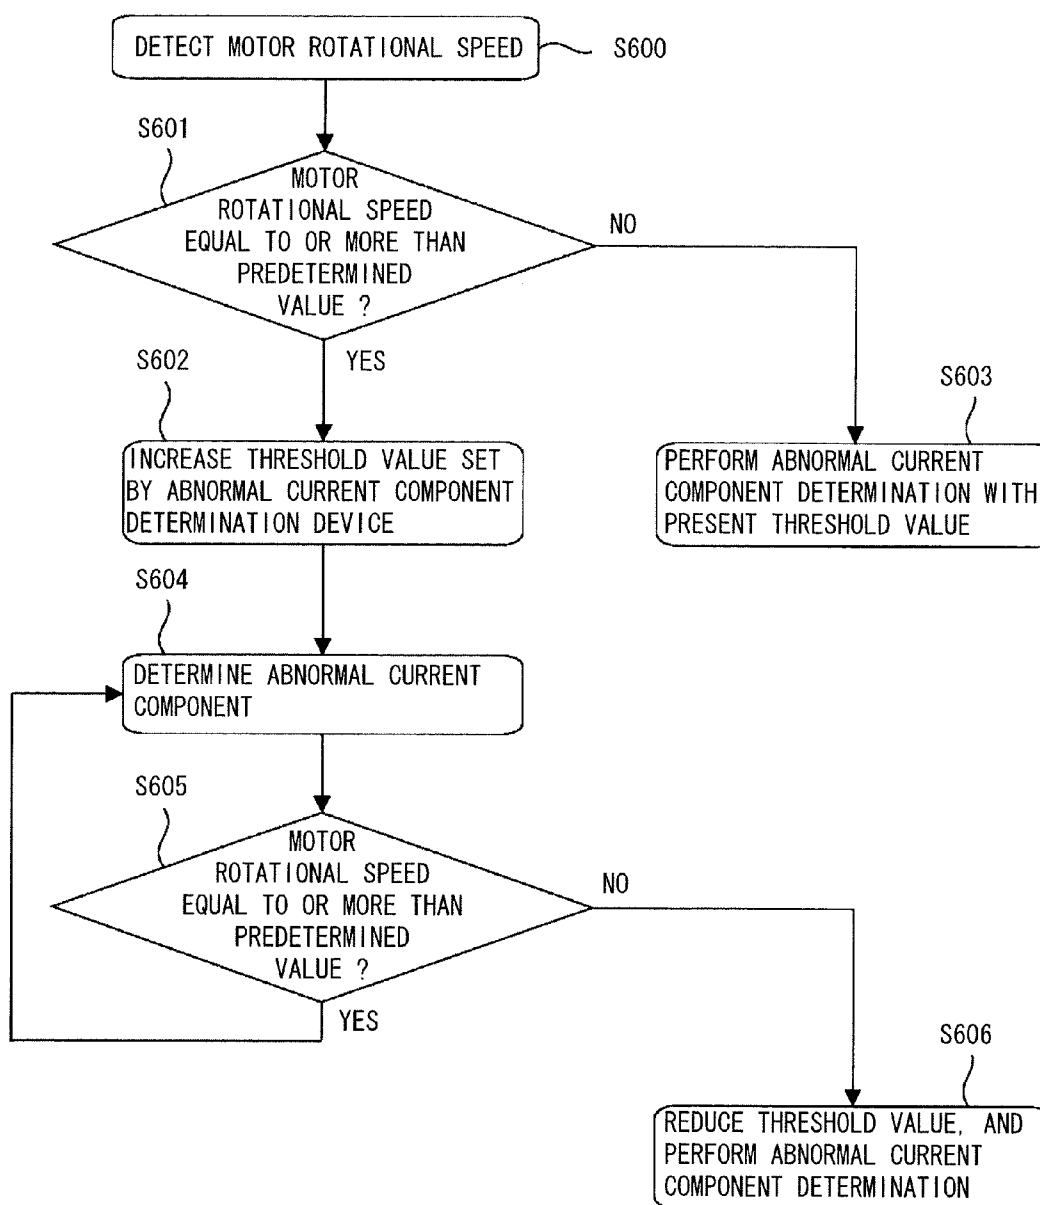 DETECT MOTOR ROTATIONAL SPEED
S600
S601
MOTOR
ROTATIONAL SPEED
EQUAL TO OR MORE THAN
PREDETERMINED
VALUE ?
NO
YES
S602
INCREASE THRESHOLD VALUE SET
BY ABNORMAL CURRENT COMPONENT
DETERMINATION DEVICE
S603
PERFORM ABNORMAL CURRENT
COMPONENT DETERMINATION WITH
PRESENT THRESHOLD VALUE
S604
DETERMINE ABNORMAL CURRENT
COMPONENT
S605
MOTOR
ROTATIONAL SPEED
EQUAL TO OR MORE THAN
PREDETERMINED
VALUE ?
NO
YES
S606
REDUCE THRESHOLD VALUE, AND
PERFORM ABNORMAL CURRENT
COMPONENT DETERMINATION